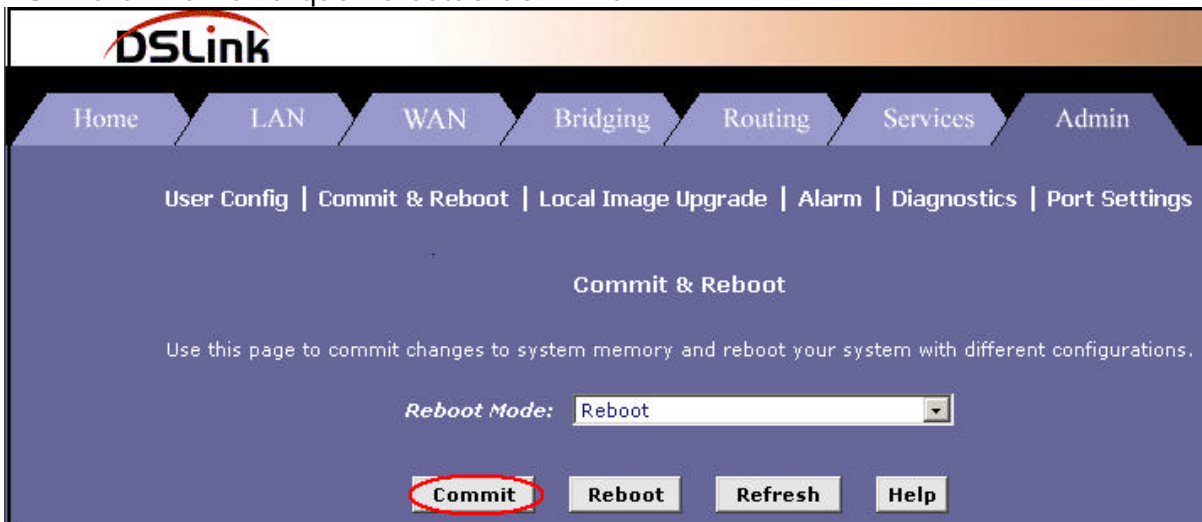 DSLink
Home LAN WAN Bridging Routing Services Admin
User Config | Commit & Reboot | Local Image Upgrade | Alarm | Diagnostics | Port Settings
Commit & Reboot
Use this page to commit changes to system memory and reboot your system with different configurations.
Reboot Mode: Reboot
Commit Reboot Refresh Help